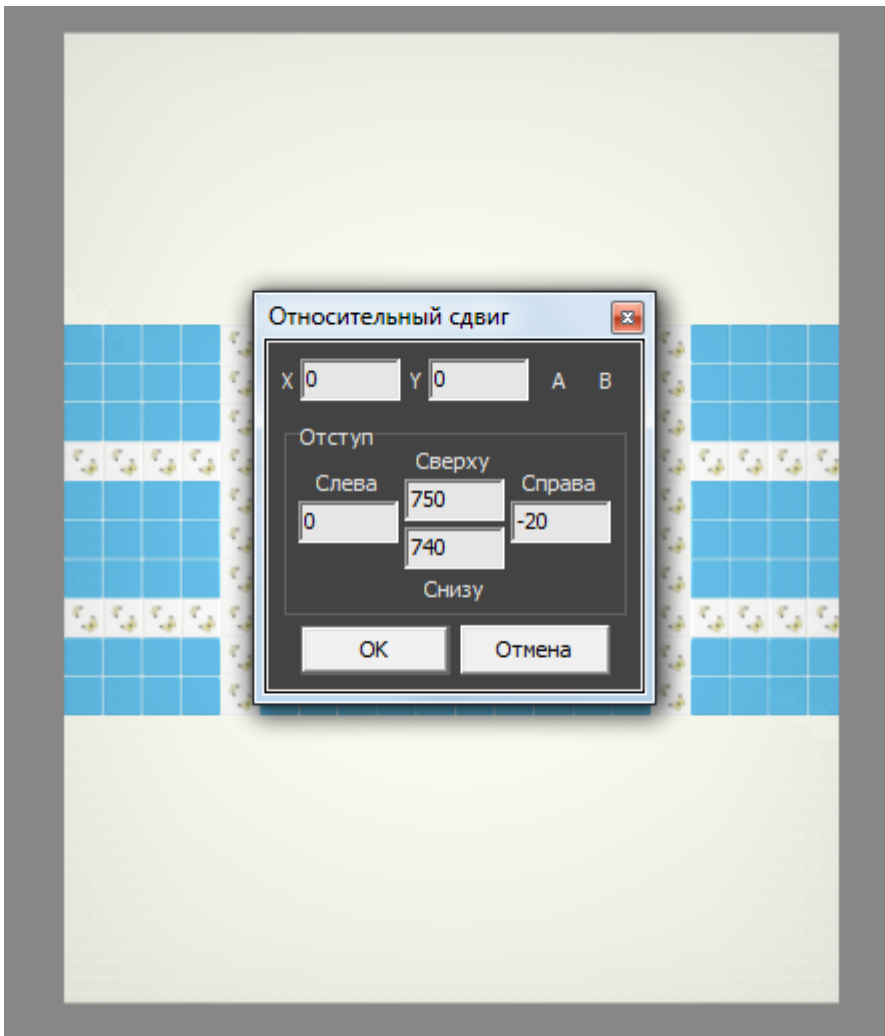 Относительный сдвиг
X 0 Y 0 A B
Отступ
Сверху
Слева 750 Справа
0 740 -20
Снизу
OK Отмена